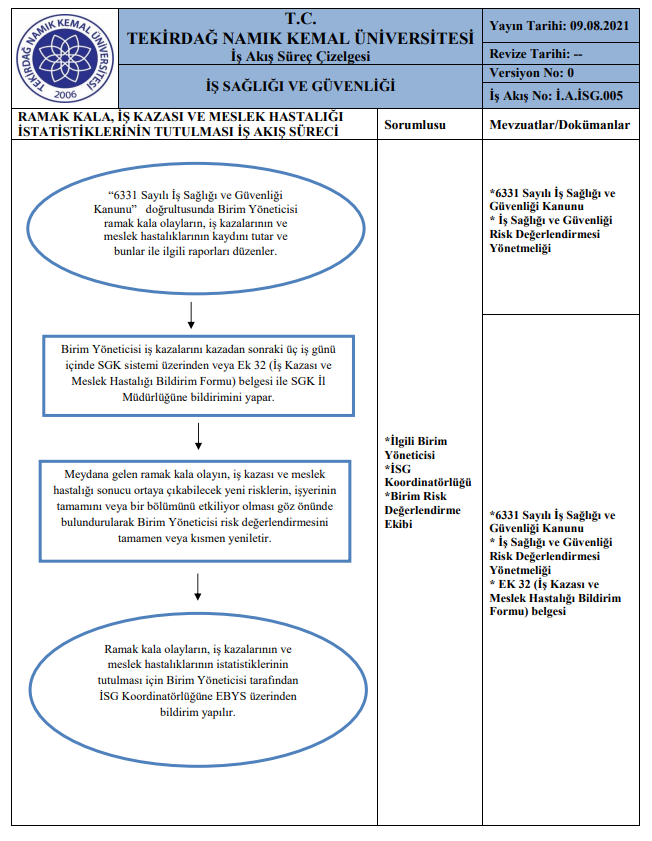 TEKİRDAĞ NAMIK KEMAL ÜNİVERSİTESİ
2006
T.C.
TEKİRDAĞ NAMIK KEMAL ÜNİVERSİTESİ
İş Akış Süreç Çizelgesi
İŞ SAĞLIĞI VE GÜVENLİĞİ
Yayın Tarihi: 09.08.2021
Revize Tarihi: --
Versiyon No: 0
İş Akış No: İ.A.İSG.005
RAMAK KALA, İŞ KAZASI VE MESLEK HASTALIĞI
İSTATİSTİKLERİNİN TUTULMASI İŞ AKIŞ SÜRECİ
Sorumlusu
Mevzuatlar/Dokümanlar
“6331 Sayılı İş Sağlığı ve Güvenliği
Kanunu” doğrultusunda Birim Yöneticisi
ramak kala olayların, iş kazalarının ve
meslek hastalıklarının kaydını tutar ve
bunlar ile ilgili raporları düzenler.
Birim Yöneticisi iş kazalarını kazadan sonraki üç iş günü
içinde SGK sistemi üzerinden veya Ek 32 (İş Kazası ve
Meslek Hastalığı Bildirim Formu) belgesi ile SGK İl
Müdürlüğüne bildirimini yapar.
Meydana gelen ramak kala olayın, iş kazası ve meslek
hastalığı sonucu ortaya çıkabilecek yeni risklerin, işyerinin
tamamını veya bir bölümünü etkiliyor olması göz önünde
bulundurularak Birim Yöneticisi risk değerlendirmesini
tamamen veya kısmen yeniletir.
Ramak kala olayların, iş kazalarının ve
meslek hastalıklarının istatistiklerinin
tutulması için Birim Yöneticisi tarafından
İSG Koordinatörlüğüne EBYS üzerinden
bildirim yapılır.
*İlgili Birim
Yöneticisi
*İSG
Koordinatörlüğü
*Birim Risk
Değerlendirme
Ekibi
*6331 Sayılı İş Sağlığı ve
Güvenliği Kanunu
* İş Sağlığı ve Güvenliği
Risk Değerlendirmesi
Yönetmeliği
*6331 Sayılı İş Sağlığı ve
Güvenliği Kanunu
* İş Sağlığı ve Güvenliği
Risk Değerlendirmesi
Yönetmeliği
* EK 32 (İş Kazası ve
Meslek Hastalığı Bildirim
Formu) belgesi